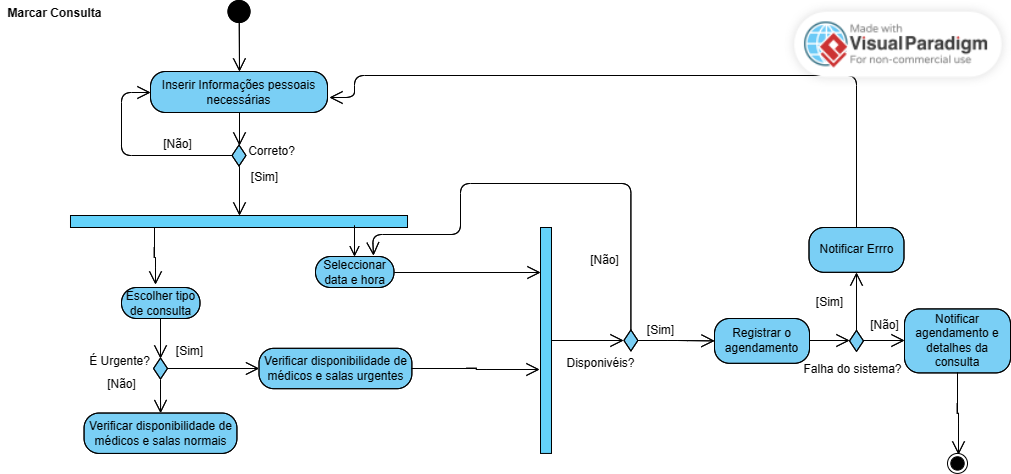 Marcar Consulta
Made with
Visual Paradigm
For non-commercial use
Inserir Informações pessoais
necessárias
[Não]
Correto?
[Sim]
Seleccionar
data e hora
[Não]
Notificar Errro
Escolher tipo
de consulta
[Sim]
[Não]
Notificar
agendamento e
detalhes da
consulta
[Sim]
Registrar o
agendamento
É Urgente?
[Sim]
Verificar disponibilidade de
médicos e salas urgentes
Disponivéis?
Falha do sistema?
[Não]
Verificar disponibilidade de
médicos e salas normais